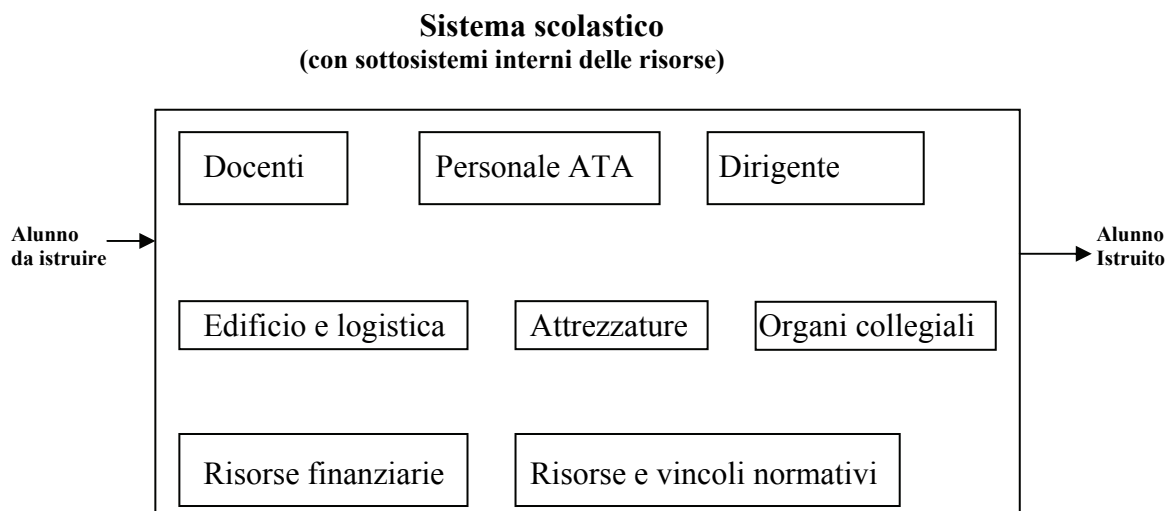 Sistema scolastico
(con sottosistemi interni delle risorse)
Docenti
Personale ATA
Dirigente
Alunno
da istruire
Alunno
Istruito
Edificio e logistica
Attrezzature
Organi collegiali
Risorse finanziarie
Risorse e vincoli normativi